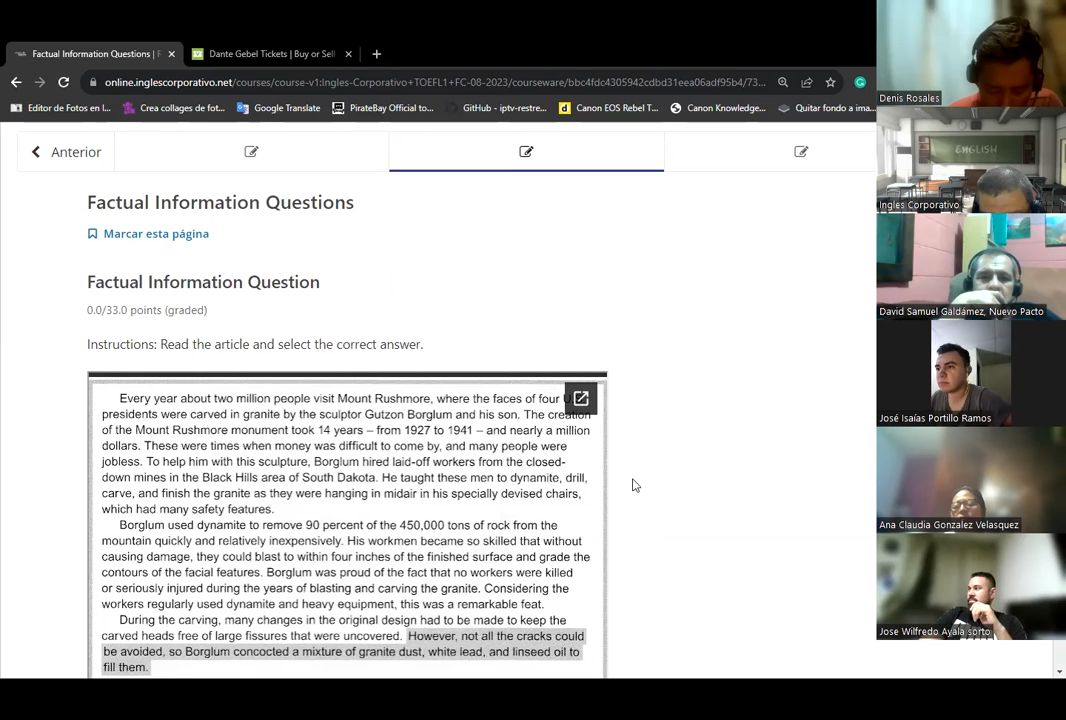 Factual Information Questions | F
Dante Gebel Tickets | Buy or Sel
online.inglescorporativo.net/courses/course-v1:Ingles-Corporativo+TOEFL1+FC-08-2023/courseware/bbc4fdc4305942cdbd31eea06adf95b4/73...
Editor de Fotos en l...
Crea collages de fot...
Google Translate
PirateBay Official to...
GitHub - iptv-restre...
Canon EOS Rebel T...
Canon Knowledge...
Quitar fondo a ima...
Anterior
Factual Information Questions
Marcar esta página
Factual Information Question
0.0/33.0 points (graded)
Instructions: Read the article and select the correct answer.
Every year about two million people visit Mount Rushmore, where the faces of four
presidents were carved in granite by the sculptor Gutzon Borglum and his son. The creation
of the Mount Rushmore monument took 14 years – from 1927 to 1941 – and nearly a million
dollars. These were times when money was difficult to come by, and many people were
jobless. To help him with this sculpture, Borglum hired laid-off workers from the closed-
down mines in the Black Hills area of South Dakota. He taught these men to dynamite, drill,
carve, and finish the granite as they were hanging in midair in his specially devised chairs,
which had many safety features.
Borglum used dynamite to remove 90 percent of the 450,000 tons of rock from the
mountain quickly and relatively inexpensively. His workmen became so skilled that without
causing damage, they could blast to within four inches of the finished surface and grade the
contours of the facial features. Borglum was proud of the fact that no workers were killed
or seriously injured during the years of blasting and carving the granite. Considering the
workers regularly used dynamite and heavy equipment, this was a remarkable feat.
During the carving, many changes in the original design had to be made to keep the
carved heads free of large fissures that were uncovered. However, not all the cracks could
be avoided, so Borglum concocted a mixture of granite dust, white lead, and linseed oil to
fill them.
Denis Rosales
ENGLISH
Ingles Corporativo
David Samuel Galdámez, Nuevo Pacto
José Isaías Portillo Ramos
Ana Claudia Gonzalez Velasquez
Jose Wilfredo Ayala sorto